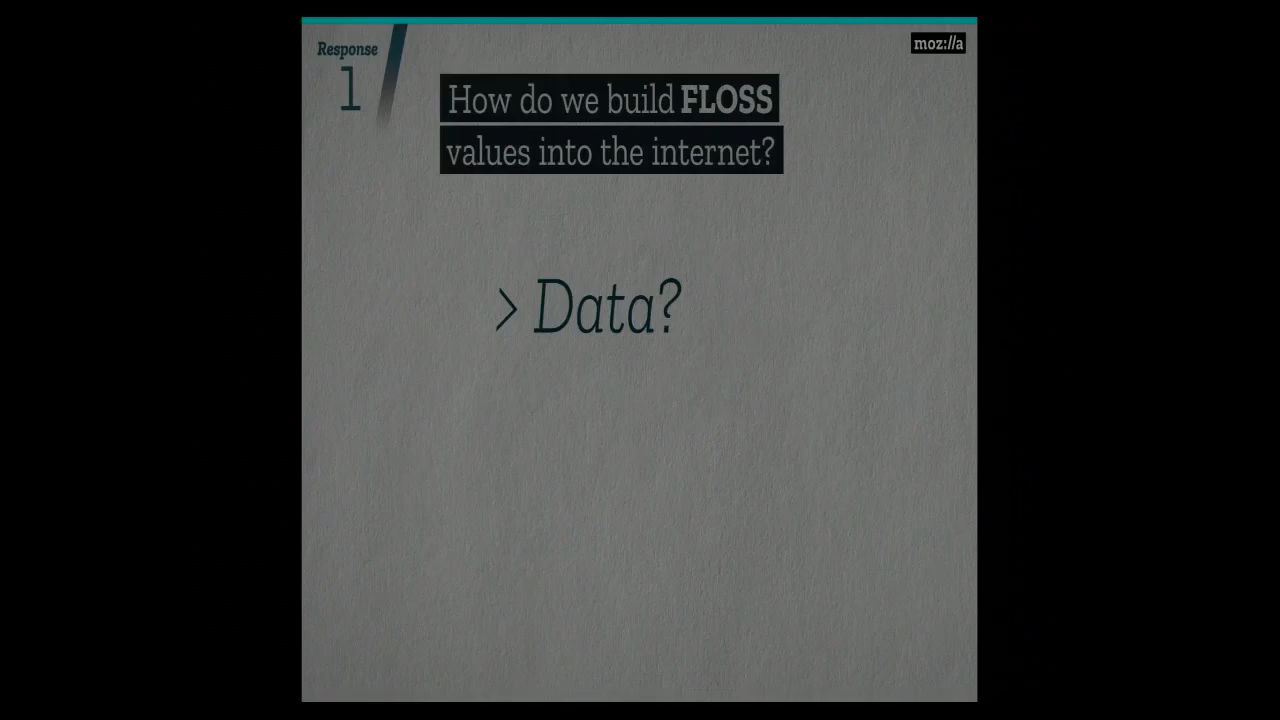 Response
1
moz://a
How do we build FLOSS
values into the internet?
> Data?